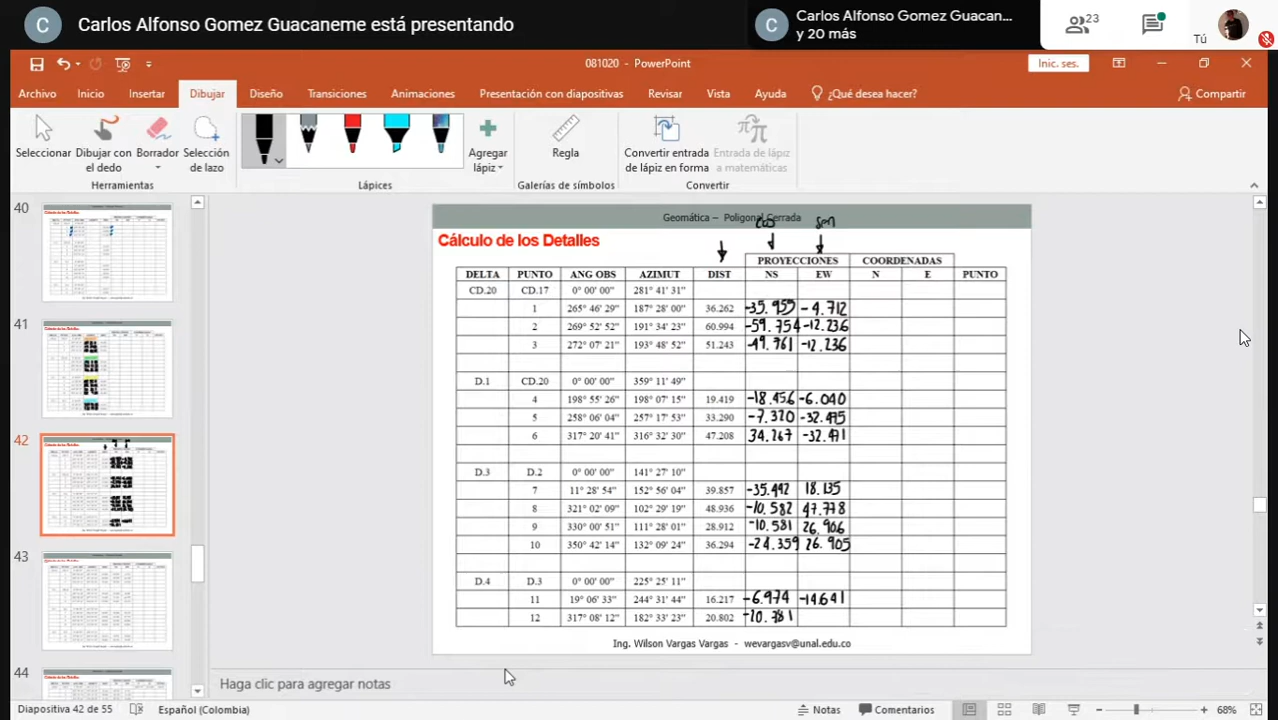 C Carlos Alfonso Gomez Guacaneme está presentando
C Carlos Alfonso Gomez Guacan... y 20 más
23
Tú
081020 - PowerPoint
Inic. ses.
Archivo Inicio Insertar Dibujar Diseño Transiciones Animaciones Presentación con diapositivas Revisar Vista Ayuda ¿Qué desea hacer? Compartir
Seleccionar Dibujar con el dedo Borrador Selección de lazo Agregar lápiz Regla Convertir entrada de lápiz en forma Entrada de lápiz a matemáticas
Herramientas Lápices Galerías de símbolos Convertir
40
41
42
43
44
Geomática – Poligonal Cerrada
cos sen
Cálculo de los Detalles
PROYECCIONES COORDENADAS
DELTA PUNTO ANG OBS AZIMUT DIST NS EW N E PUNTO
CD.20 CD.17 0° 00' 00" 281° 41' 31"
1 265° 46' 29" 187° 28' 00" 36.262 -35.955 -4.712
2 269° 52' 52" 191° 34' 23" 60.994 -59.754 -12.236
3 272° 07' 21" 193° 48' 52" 51.243 -49.761 -12.236
D.1 CD.20 0° 00' 00" 359° 11' 49"
4 198° 55' 26" 198° 07' 15" 19.419 -18.456 -6.040
5 258° 06' 04" 257° 17' 53" 33.290 -7.320 -32.475
6 317° 20' 41" 316° 32' 30" 47.208 34.267 -32.471
D.3 D.2 0° 00' 00" 141° 27' 10"
7 11° 28' 54" 152° 56' 04" 39.857 -35.492 18.135
8 321° 02' 09" 102° 29' 19" 48.936 -10.582 47.778
9 330° 00' 51" 111° 28' 01" 28.912 -10.581 26.906
10 350° 42' 14" 132° 09' 24" 36.294 -24.359 26.905
D.4 D.3 0° 00' 00" 225° 25' 11"
11 19° 06' 33" 244° 31' 44" 16.217 -6.974 -14.641
12 317° 08' 12" 182° 33' 23" 20.802 -20.781
Ing. Wilson Vargas Vargas - wevargasv@unal.edu.co
Haga clic para agregar notas
Diapositiva 42 de 55 Español (Colombia) Notas Comentarios 68%